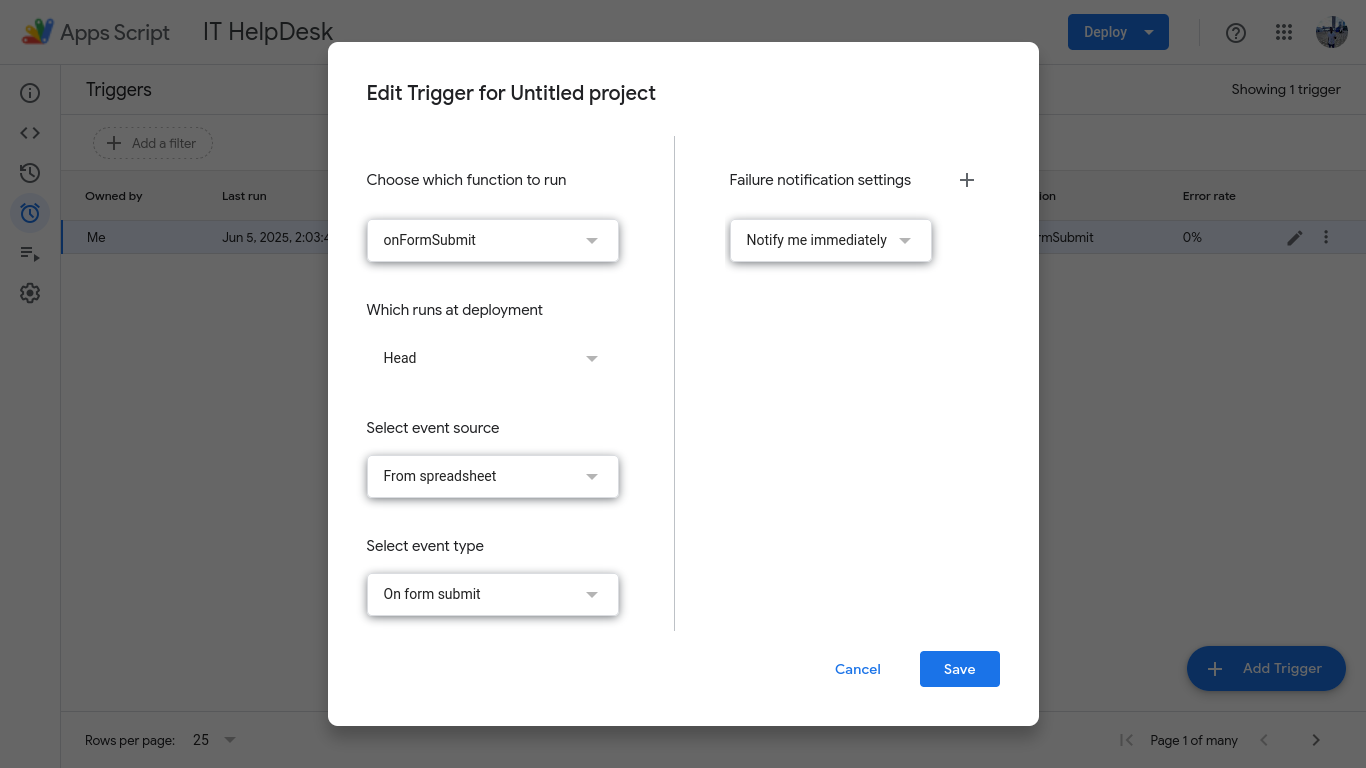 Apps Script
IT HelpDesk
Deploy
Triggers
Showing 1 trigger
Add a filter
Owned by
Last run
ion
Error rate
Me
Jun 5, 2025, 2:03:4
rmSubmit
0%
Edit Trigger for Untitled project
Choose which function to run
onFormSubmit
Which runs at deployment
Head
Select event source
From spreadsheet
Select event type
On form submit
Failure notification settings
Notify me immediately
Cancel
Save
Add Trigger
Rows per page:
25
Page 1 of many